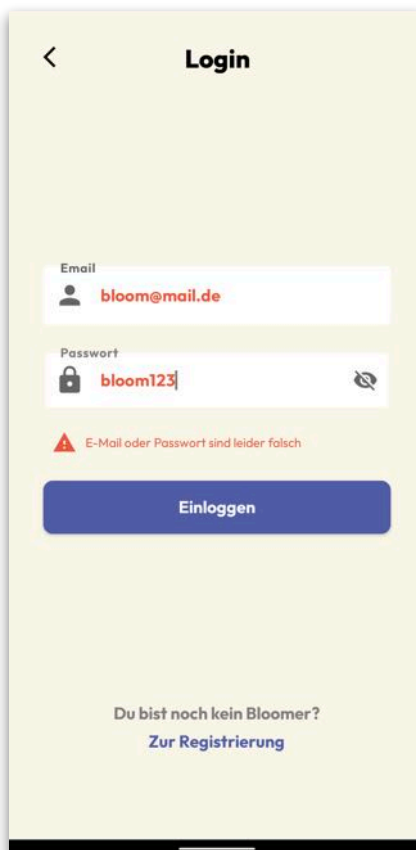 Login
Email
bloom@mail.de
Passwort
bloom123
E-Mail oder Passwort sind leider falsch
Einloggen
Du bist noch kein Bloomer?
Zur Registrierung